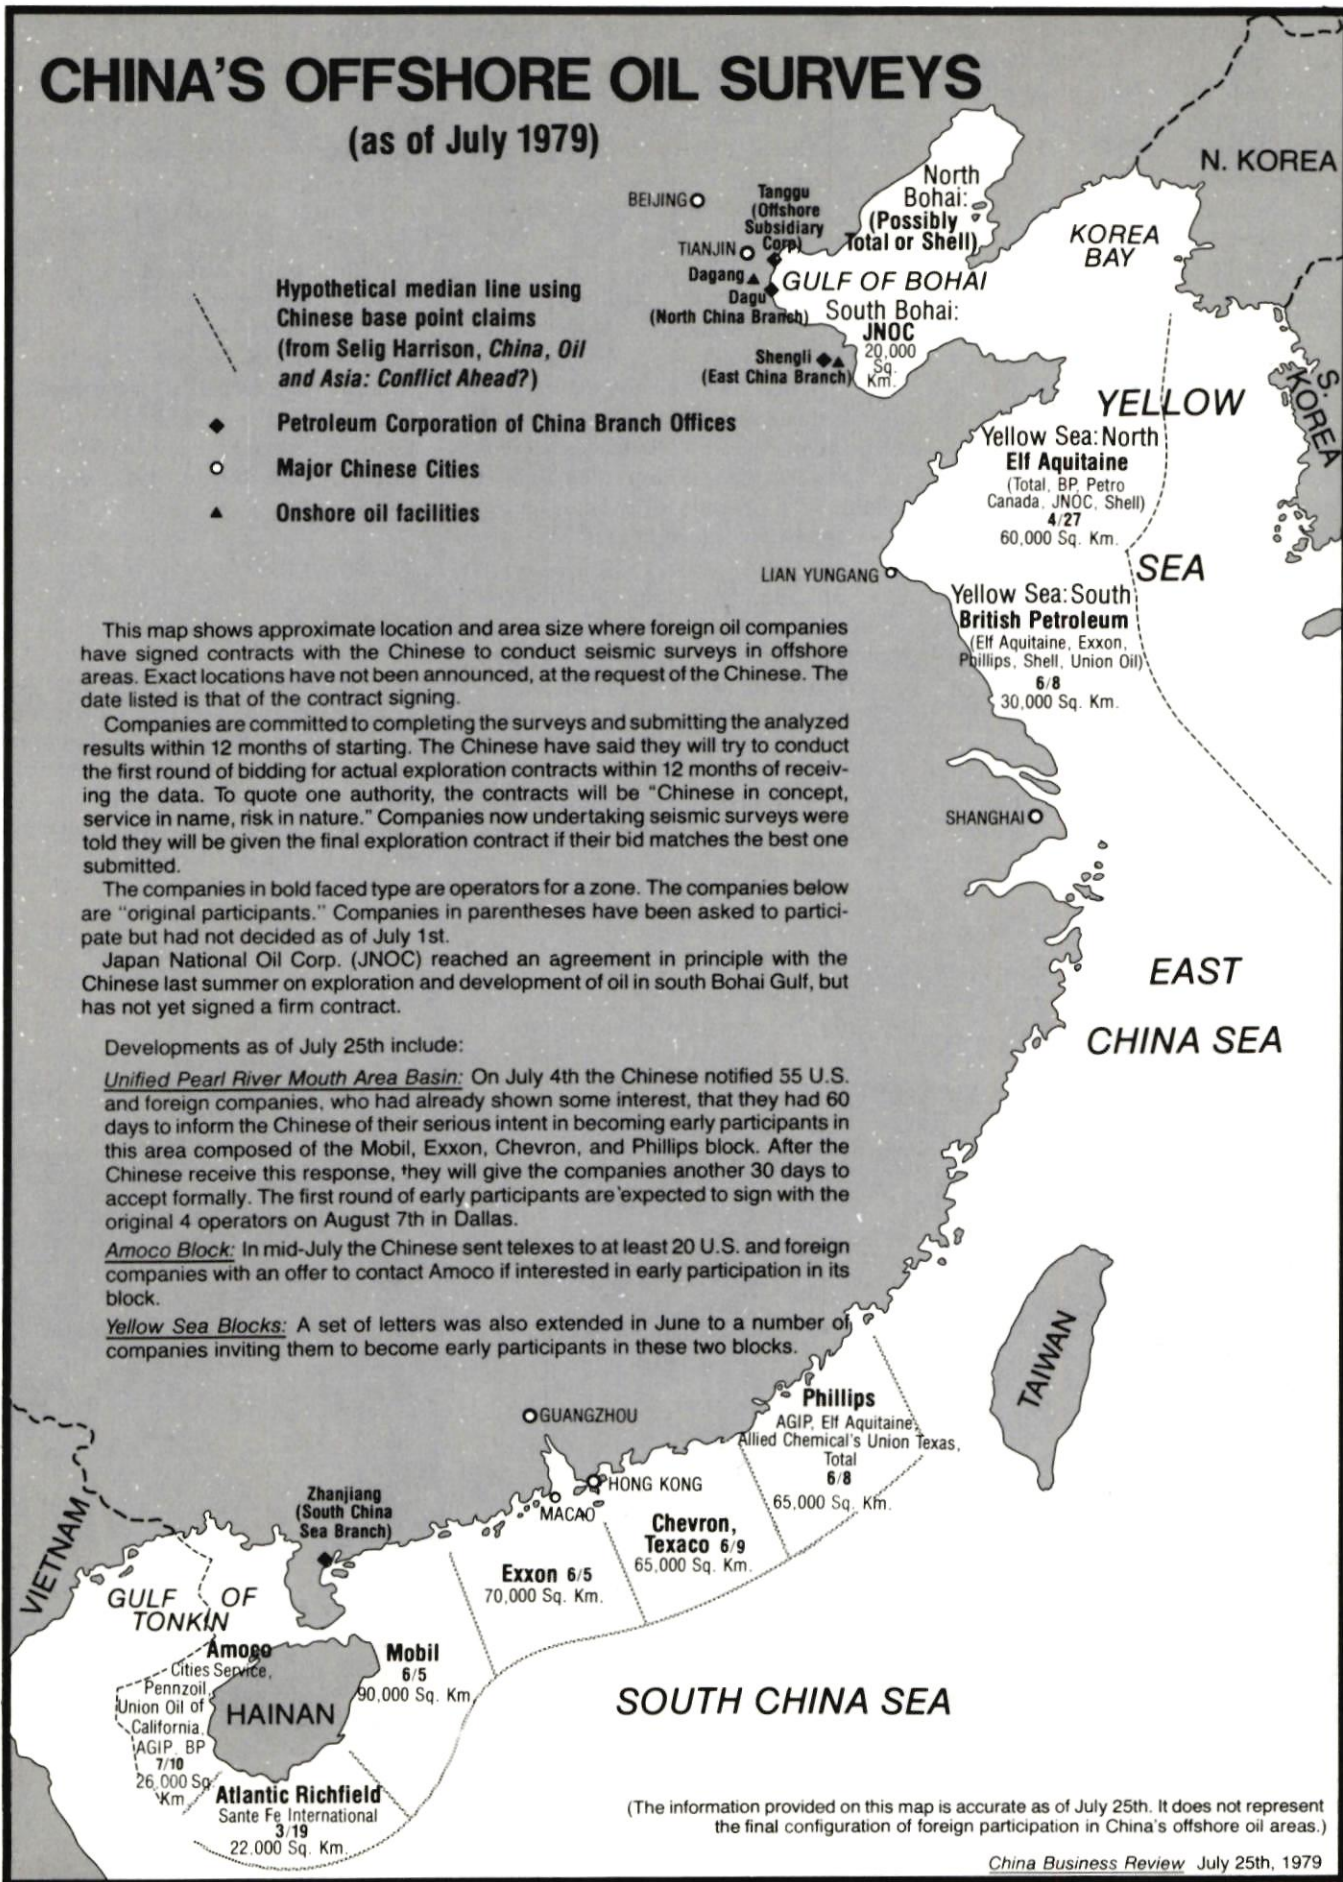 CHINA'S OFFSHORE OIL SURVEYS
(as of July 1979)
N. KOREA
S.
KOREA
KOREA
BAY
BEIJING
TIANJIN
Tanggu
(Offshore
Subsidiary
Corp)
North
Bohai:
(Possibly
Total or Shell)
Dagang
Dagu
(North China Branch)
GULF OF BOHAI
South Bohai:
JNOC
20,000
Sq.
Km.
Shengli
(East China Branch)
Hypothetical median line using
Chinese base point claims
(from Selig Harrison, China, Oil
and Asia: Conflict Ahead?)
Petroleum Corporation of China Branch Offices
Major Chinese Cities
Onshore oil facilities
YELLOW
SEA
Yellow Sea: North
Elf Aquitaine
(Total, BP, Petro
Canada, JNOC, Shell)
4/27
60,000 Sq. Km.
LIAN YUNGANG
Yellow Sea: South
British Petroleum
(Elf Aquitaine, Exxon,
Phillips, Shell, Union Oil)
6/8
30,000 Sq. Km.
SHANGHAI
EAST
CHINA SEA
This map shows approximate location and area size where foreign oil companies
have signed contracts with the Chinese to conduct seismic surveys in offshore
areas. Exact locations have not been announced, at the request of the Chinese. The
date listed is that of the contract signing.
Companies are committed to completing the surveys and submitting the analyzed
results within 12 months of starting. The Chinese have said they will try to conduct
the first round of bidding for actual exploration contracts within 12 months of receiv-
ing the data. To quote one authority, the contracts will be "Chinese in concept,
service in name, risk in nature." Companies now undertaking seismic surveys were
told they will be given the final exploration contract if their bid matches the best one
submitted.
The companies in bold faced type are operators for a zone. The companies below
are "original participants." Companies in parentheses have been asked to partici-
pate but had not decided as of July 1st.
Japan National Oil Corp. (JNOC) reached an agreement in principle with the
Chinese last summer on exploration and development of oil in south Bohai Gulf, but
has not yet signed a firm contract.
Developments as of July 25th include:
Unified Pearl River Mouth Area Basin: On July 4th the Chinese notified 55 U.S.
and foreign companies, who had already shown some interest, that they had 60
days to inform the Chinese of their serious intent in becoming early participants in
this area composed of the Mobil, Exxon, Chevron, and Phillips block. After the
Chinese receive this response, they will give the companies another 30 days to
accept formally. The first round of early participants are expected to sign with the
original 4 operators on August 7th in Dallas.
Amoco Block: In mid-July the Chinese sent telexes to at least 20 U.S. and foreign
companies with an offer to contact Amoco if interested in early participation in its
block.
Yellow Sea Blocks: A set of letters was also extended in June to a number of
companies inviting them to become early participants in these two blocks.
TAIWAN
GUANGZHOU
HONG KONG
MACAO
Phillips
AGIP, Elf Aquitaine,
Allied Chemical's Union Texas,
Total
6/8
65,000 Sq. Km.
Chevron,
Texaco 6/9
65,000 Sq. Km.
Exxon 6/5
70,000 Sq. Km.
Zhanjiang
(South China
Sea Branch)
VIETNAM
GULF OF
TONKIN
Mobil
6/5
90,000 Sq. Km.
Amoco
Cities Service,
Pennzoil,
Union Oil of
California,
AGIP, BP
7/10
26,000 Sq.
Km
HAINAN
Atlantic Richfield
Sante Fe International
3/19
22,000 Sq. Km.
SOUTH CHINA SEA
(The information provided on this map is accurate as of July 25th. It does not represent
the final configuration of foreign participation in China's offshore oil areas.)
China Business Review July 25th, 1979